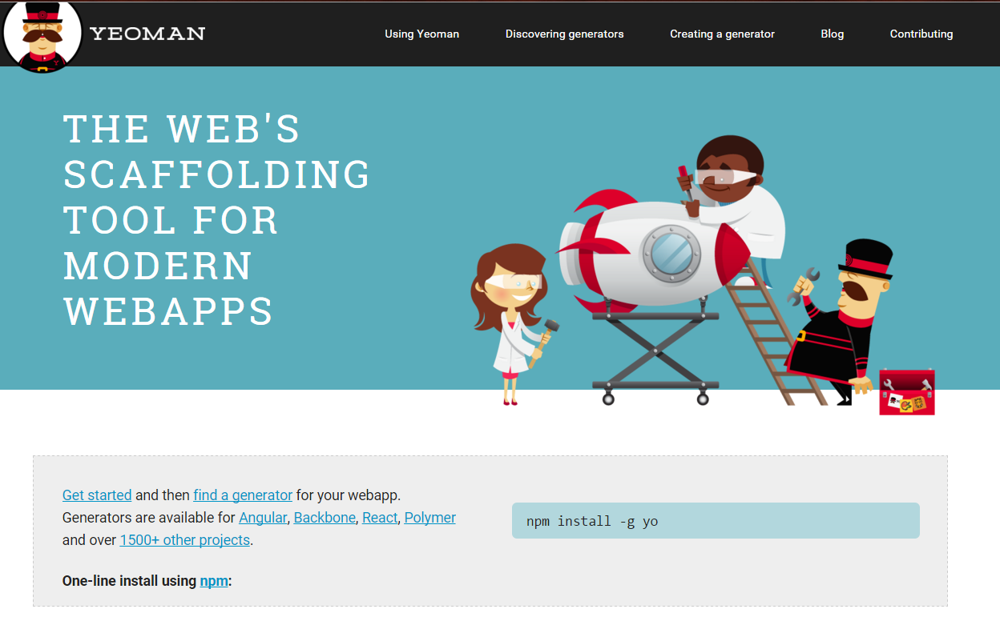 YEOMAN
Using Yeoman
Discovering generators
Creating a generator
Blog
Contributing
THE WEB'S
SCAFFOLDING
TOOL FOR
MODERN
WEBAPPS
Get started and then find a generator for your webapp.
Generators are available for Angular, Backbone, React, Polymer
and over 1500+ other projects.
One-line install using npm:
npm install -g yo